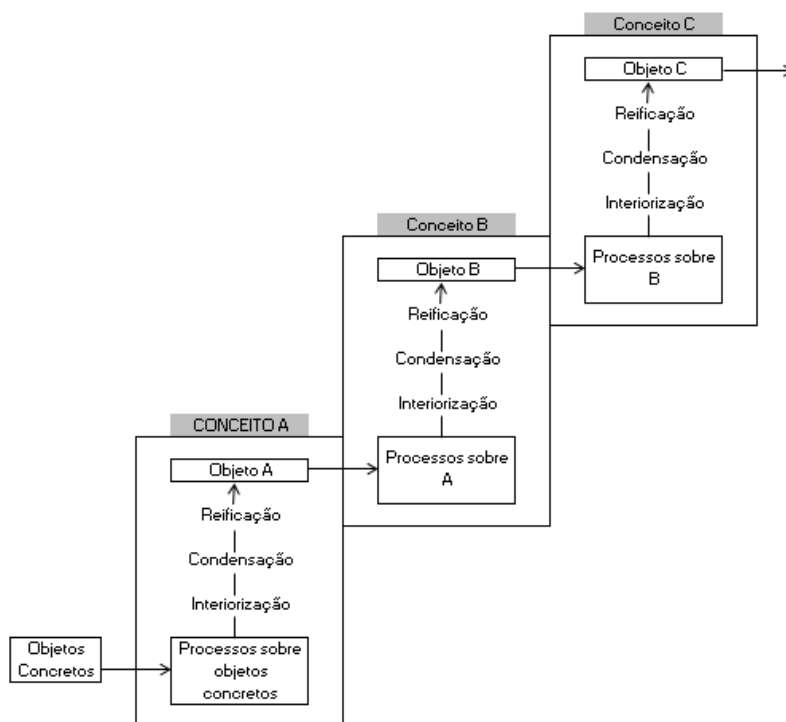 Conceito C
Objeto C
Reificação
Condensação
Interiorização
Processos sobre
B
Conceito B
Objeto B
Reificação
Condensação
Interiorização
Processos sobre
A
CONCEITO A
Objeto A
Reificação
Condensação
Interiorização
Processos sobre
objetos
concretos
Objetos
Concretos